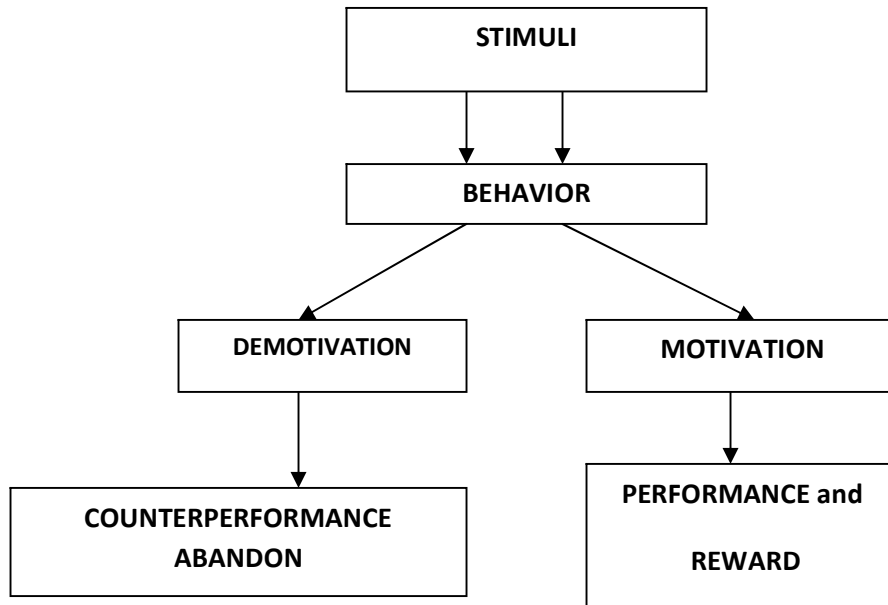 STIMULI
BEHAVIOR
DEMOTIVATION
MOTIVATION
COUNTERPERFORMANCE
ABANDON
PERFORMANCE and
REWARD